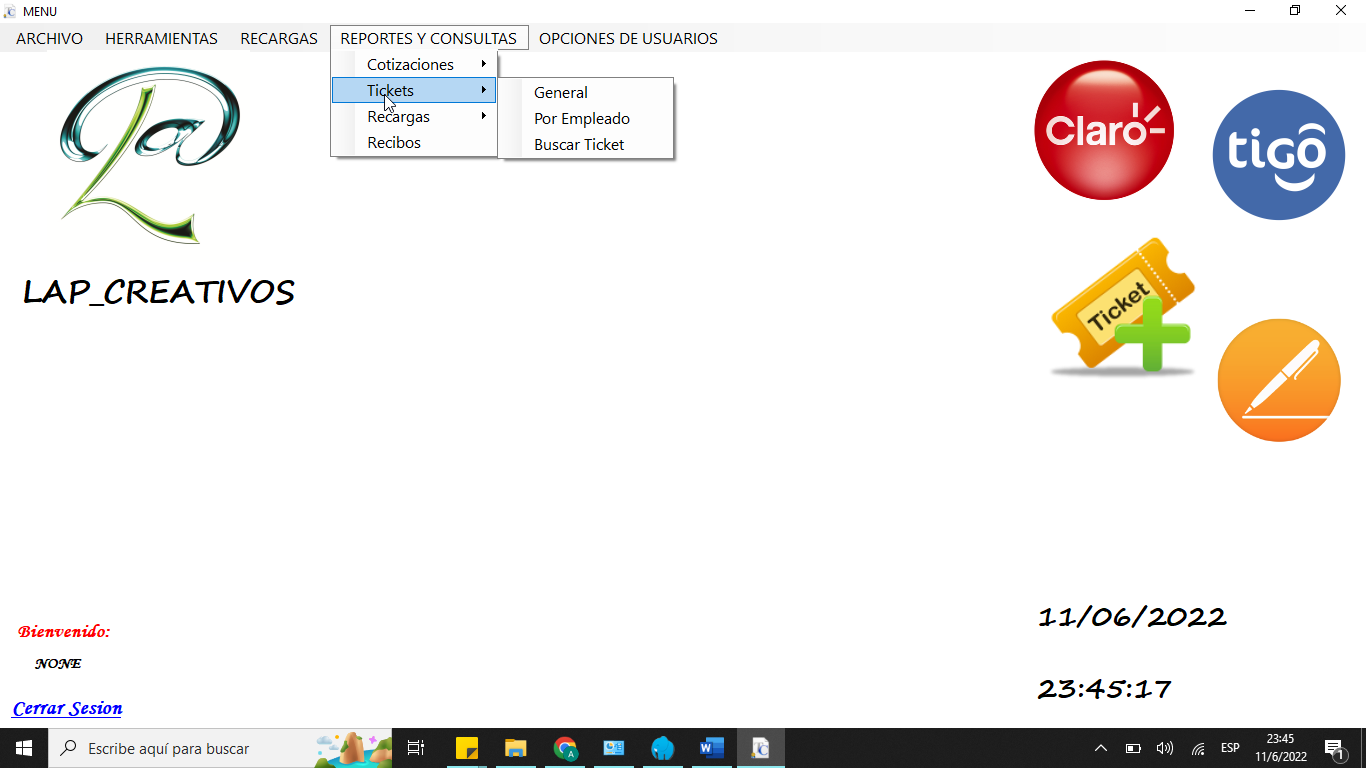 MENU
ARCHIVO HERRAMIENTAS RECARGAS REPORTES Y CONSULTAS OPCIONES DE USUARIOS
Cotizaciones
Tickets
Recargas
Recibos
General
Por Empleado
Buscar Ticket
LAP_CREATIVOS
Claro
tigo
Ticket
Bienvenido:
NONE
Cerrar Sesion
11/06/2022
23:45:17
Escribe aquí para buscar
ESP
23:45
11/6/2022
1